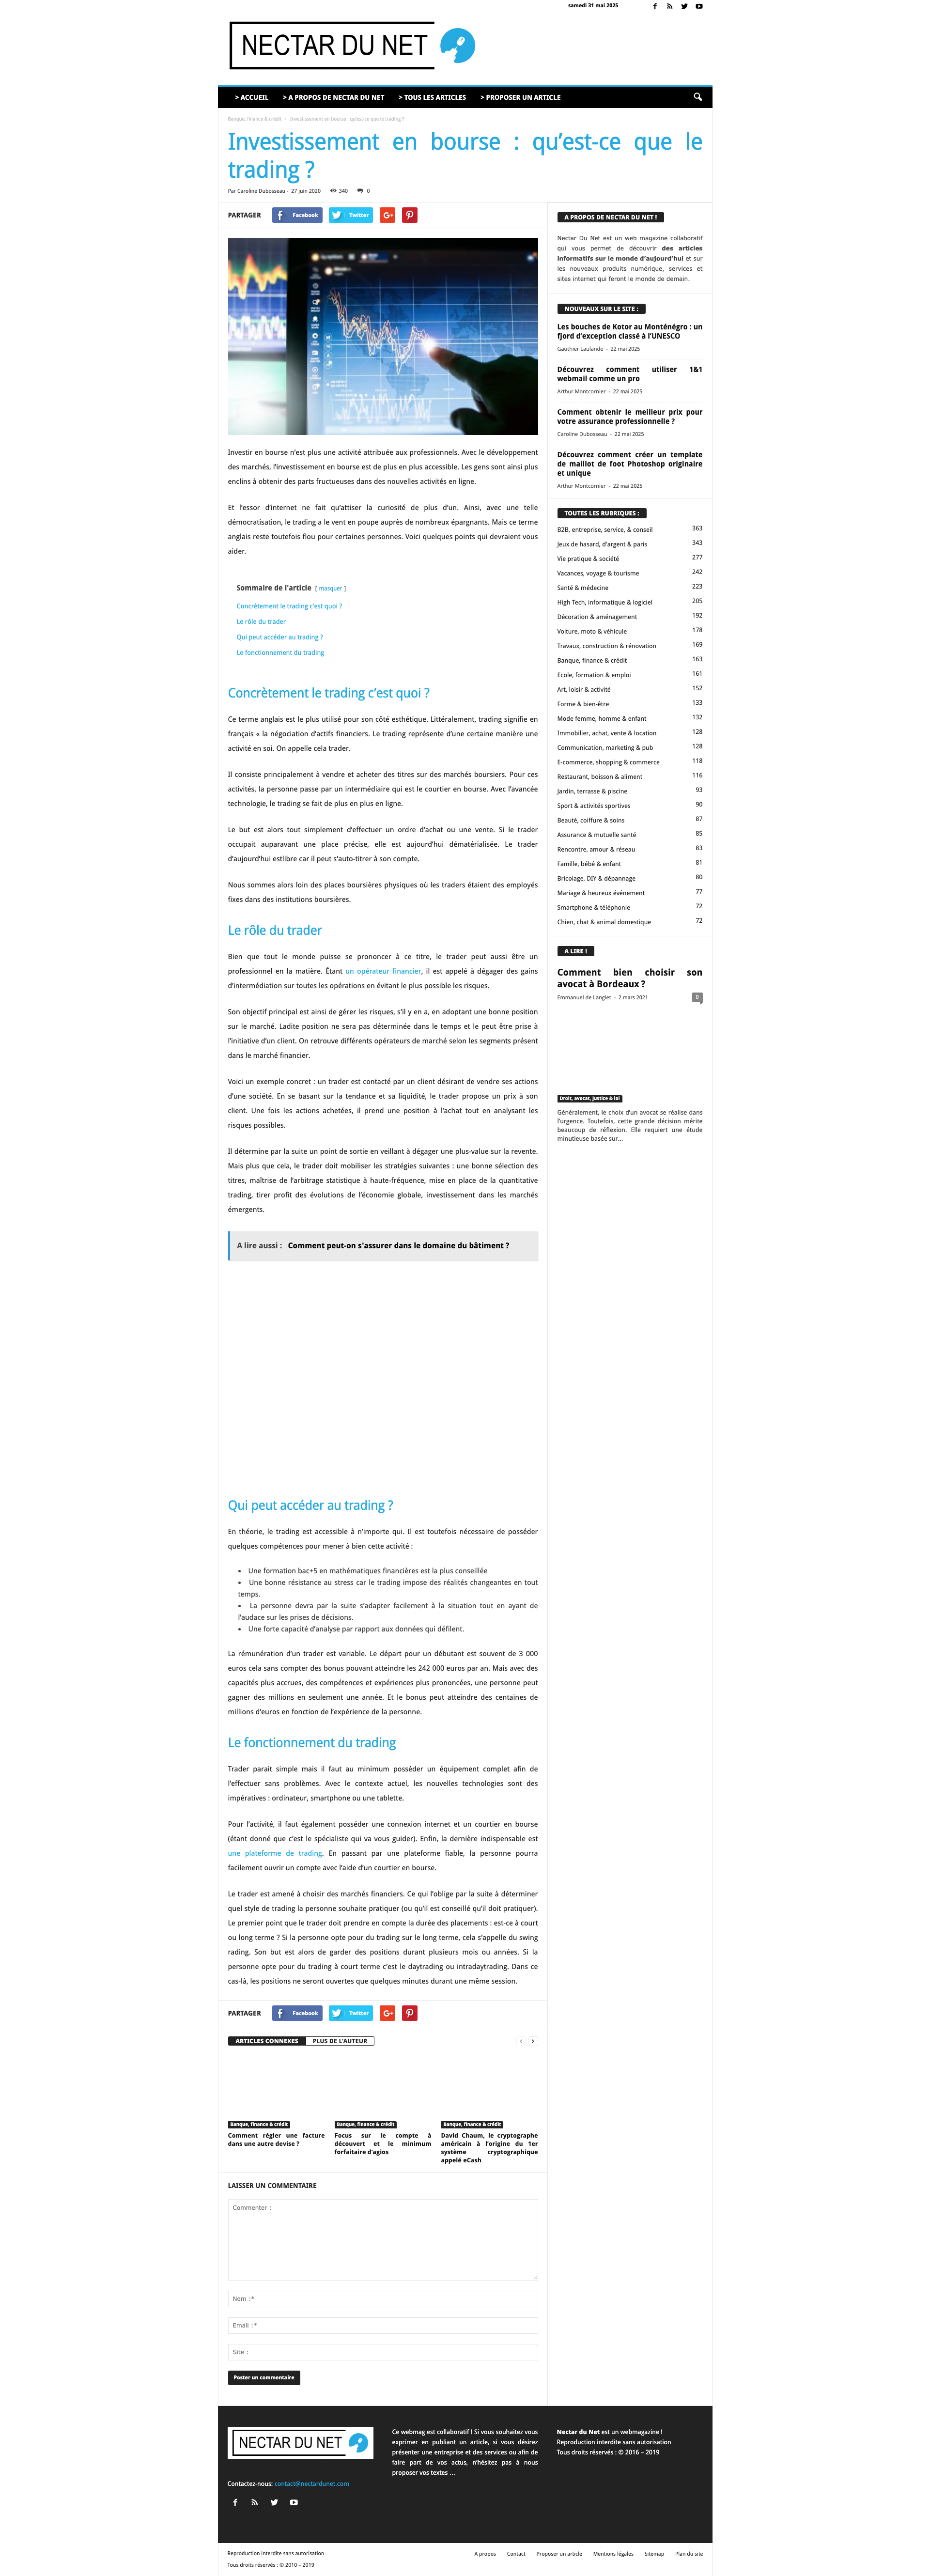 samedi 31 mai 2025
NECTAR DU NET
> ACCUEIL
> A PROPOS DE NECTAR DU NET
> TOUS LES ARTICLES
> PROPOSER UN ARTICLE
Banque, finance & crédit
Investissement en bourse : qu'est-ce que le trading ?
Investissement en bourse : qu’est-ce que le
trading ?
Par Caroline Dubosseau - 27 juin 2020 340 0
PARTAGER
Facebook
Twitter
Investir en bourse n’est plus une activité attribuée aux professionnels. Avec le développement
des marchés, l’investissement en bourse est de plus en plus accessible. Les gens sont ainsi plus
enclins à obtenir des parts fructueuses dans des nouvelles activités en ligne.
Et l’essor d’internet ne fait qu’attiser la curiosité de plus d’un. Ainsi, avec une telle
démocratisation, le trading a le vent en poupe auprès de nombreux épargnants. Mais ce terme
anglais reste toutefois flou pour certaines personnes. Voici quelques points qui devraient vous
aider.
Sommaire de l'article [ masquer ]
Concrètement le trading c’est quoi ?
Le rôle du trader
Qui peut accéder au trading ?
Le fonctionnement du trading
Concrètement le trading c’est quoi ?
Ce terme anglais est le plus utilisé pour son côté esthétique. Littéralement, trading signifie en
français « la négociation d’actifs financiers. Le trading représente d’une certaine manière une
activité en soi. On appelle cela trader.
Il consiste principalement à vendre et acheter des titres sur des marchés boursiers. Pour ces
activités, la personne passe par un intermédiaire qui est le courtier en bourse. Avec l’avancée
technologie, le trading se fait de plus en plus en ligne.
Le but est alors tout simplement d’effectuer un ordre d’achat ou une vente. Si le trader
occupait auparavant une place précise, elle est aujourd’hui dématérialisée. Le trader
d’aujourd’hui estlibre car il peut s’auto-titrer à son compte.
Nous sommes alors loin des places boursières physiques où les traders étaient des employés
fixes dans des institutions boursières.
Le rôle du trader
Bien que tout le monde puisse se prononcer à ce titre, le trader peut aussi être un
professionnel en la matière. Étant un opérateur financier, il est appelé à dégager des gains
d’intermédiation sur toutes les opérations en évitant le plus possible les risques.
Son objectif principal est ainsi de gérer les risques, s’il y en a, en adoptant une bonne position
sur le marché. Ladite position ne sera pas déterminée dans le temps et le peut être prise à
l’initiative d’un client. On retrouve différents opérateurs de marché selon les segments présent
dans le marché financier.
Voici un exemple concret : un trader est contacté par un client désirant de vendre ses actions
d’une société. En se basant sur la tendance et sa liquidité, le trader propose un prix à son
client. Une fois les actions achetées, il prend une position à l’achat tout en analysant les
risques possibles.
Il détermine par la suite un point de sortie en veillant à dégager une plus-value sur la revente.
Mais plus que cela, le trader doit mobiliser les stratégies suivantes : une bonne sélection des
titres, maîtrise de l’arbitrage statistique à haute-fréquence, mise en place de la quantitative
trading, tirer profit des évolutions de l’économie globale, investissement dans les marchés
émergents.
A lire aussi : Comment peut-on s'assurer dans le domaine du bâtiment ?
Qui peut accéder au trading ?
En théorie, le trading est accessible à n’importe qui. Il est toutefois nécessaire de posséder
quelques compétences pour mener à bien cette activité :
• Une formation bac+5 en mathématiques financières est la plus conseillée
• Une bonne résistance au stress car le trading impose des réalités changeantes en tout
temps.
• La personne devra par la suite s’adapter facilement à la situation tout en ayant de
l’audace sur les prises de décisions.
• Une forte capacité d’analyse par rapport aux données qui défilent.
La rémunération d’un trader est variable. Le départ pour un débutant est souvent de 3 000
euros cela sans compter des bonus pouvant atteindre les 242 000 euros par an. Mais avec des
capacités plus accrues, des compétences et expériences plus prononcées, une personne peut
gagner des millions en seulement une année. Et le bonus peut atteindre des centaines de
millions d’euros en fonction de l’expérience de la personne.
Le fonctionnement du trading
Trader parait simple mais il faut au minimum posséder un équipement complet afin de
l’effectuer sans problèmes. Avec le contexte actuel, les nouvelles technologies sont des
impératives : ordinateur, smartphone ou une tablette.
Pour l’activité, il faut également posséder une connexion internet et un courtier en bourse
(étant donné que c’est le spécialiste qui va vous guider). Enfin, la dernière indispensable est
une plateforme de trading. En passant par une plateforme fiable, la personne pourra
facilement ouvrir un compte avec l’aide d’un courtier en bourse.
Le trader est amené à choisir des marchés financiers. Ce qui l’oblige par la suite à déterminer
quel style de trading la personne souhaite pratiquer (ou qu’il est conseillé qu’il doit pratiquer).
Le premier point que le trader doit prendre en compte la durée des placements : est-ce à court
ou long terme ? Si la personne opte pour du trading sur le long terme, cela s’appelle du swing
rading. Son but est alors de garder des positions durant plusieurs mois ou années. Si la
personne opte pour du trading à court terme c’est le daytrading ou intradaytrading. Dans ce
cas-là, les positions ne seront ouvertes que quelques minutes durant une même session.
PARTAGER
Facebook
Twitter
ARTICLES CONNEXES
PLUS DE L'AUTEUR
Banque, finance & crédit
Comment régler une facture
dans une autre devise ?
Banque, finance & crédit
Focus sur le compte à
découvert et le minimum
forfaitaire d’agios
Banque, finance & crédit
David Chaum, le cryptographe
américain à l’origine du 1er
système cryptographique
appelé eCash
LAISSER UN COMMENTAIRE
Commenter :
Nom :*
Email :*
Site :
Poster un commentaire
A PROPOS DE NECTAR DU NET !
Nectar Du Net est un web magazine collaboratif
qui vous permet de découvrir des articles
informatifs sur le monde d'aujourd'hui et sur
les nouveaux produits numérique, services et
sites internet qui feront le monde de demain.
NOUVEAUX SUR LE SITE :
Les bouches de Kotor au Monténégro : un
fjord d’exception classé à l’UNESCO
Gauthier Laulande - 22 mai 2025
Découvrez comment utiliser 1&1
webmail comme un pro
Arthur Montcornier - 22 mai 2025
Comment obtenir le meilleur prix pour
votre assurance professionnelle ?
Caroline Dubosseau - 22 mai 2025
Découvrez comment créer un template
de maillot de foot Photoshop originaire
et unique
Arthur Montcornier - 22 mai 2025
TOUTES LES RUBRIQUES :
B2B, entreprise, service, & conseil 363
Jeux de hasard, d'argent & paris 343
Vie pratique & société 277
Vacances, voyage & tourisme 242
Santé & médecine 223
High Tech, informatique & logiciel 205
Décoration & aménagement 192
Voiture, moto & véhicule 178
Travaux, construction & rénovation 169
Banque, finance & crédit 163
Ecole, formation & emploi 161
Art, loisir & activité 152
Forme & bien-être 133
Mode femme, homme & enfant 132
Immobilier, achat, vente & location 128
Communication, marketing & pub 128
E-commerce, shopping & commerce 118
Restaurant, boisson & aliment 116
Jardin, terrasse & piscine 93
Sport & activités sportives 90
Beauté, coiffure & soins 87
Assurance & mutuelle santé 85
Rencontre, amour & réseau 83
Famille, bébé & enfant 81
Bricolage, DIY & dépannage 80
Mariage & heureux événement 77
Smartphone & téléphonie 72
Chien, chat & animal domestique 72
A LIRE !
Comment bien choisir son
avocat à Bordeaux ?
Emmanuel de Langlet - 2 mars 2021 0
Droit, avocat, justice & loi
Généralement, le choix d’un avocat se réalise dans
l’urgence. Toutefois, cette grande décision mérite
beaucoup de réflexion. Elle requiert une étude
minutieuse basée sur...
NECTAR DU NET
Contactez-nous: contact@nectardunet.com
Ce webmag est collaboratif ! Si vous souhaitez vous
exprimer en publiant un article, si vous désirez
présenter une entreprise et des services ou afin de
faire part de vos actus, n'hésitez pas à nous
proposer vos textes ...
Nectar du Net est un webmagazine !
Reproduction interdite sans autorisation
Tous droits réservés : © 2016 – 2019
Reproduction interdite sans autorisation
Tous droits réservés : © 2010 – 2019
A propos
Contact
Proposer un article
Mentions légales
Sitemap
Plan du site